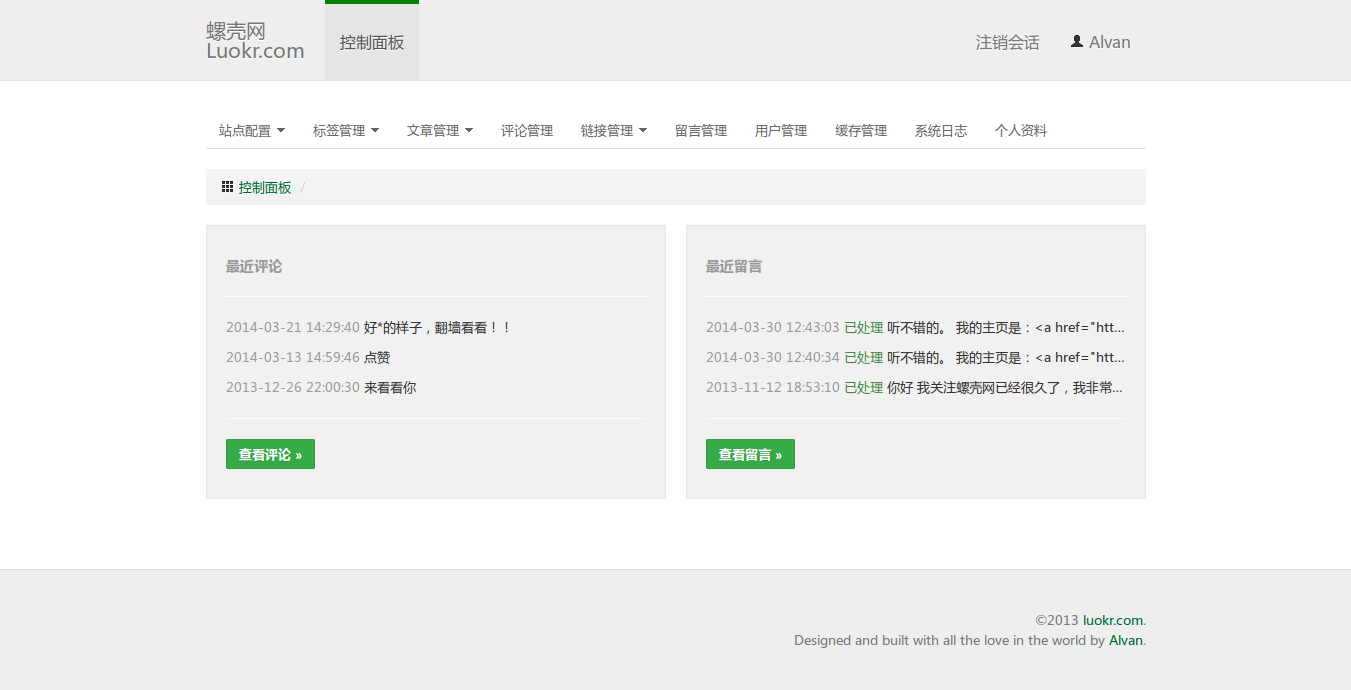 螺壳网
Luokr.com
控制面板
注销会话 Alvan
站点配置 标签管理 文章管理 评论管理 链接管理 留言管理 用户管理 缓存管理 系统日志 个人资料
控制面板 /
最近评论
2014-03-21 14:29:40 好*的样子，翻墙看看！！
2014-03-13 14:59:46 点赞
2013-12-26 22:00:30 来看看你
查看评论 »
最近留言
2014-03-30 12:43:03 已处理 听不错的。 我的主页是：<a href="htt...
2014-03-30 12:40:34 已处理 听不错的。 我的主页是：<a href="htt...
2013-11-12 18:53:10 已处理 你好 我关注螺壳网已经很久了，我非常...
查看留言 »
©2013 luokr.com.
Designed and built with all the love in the world by Alvan.